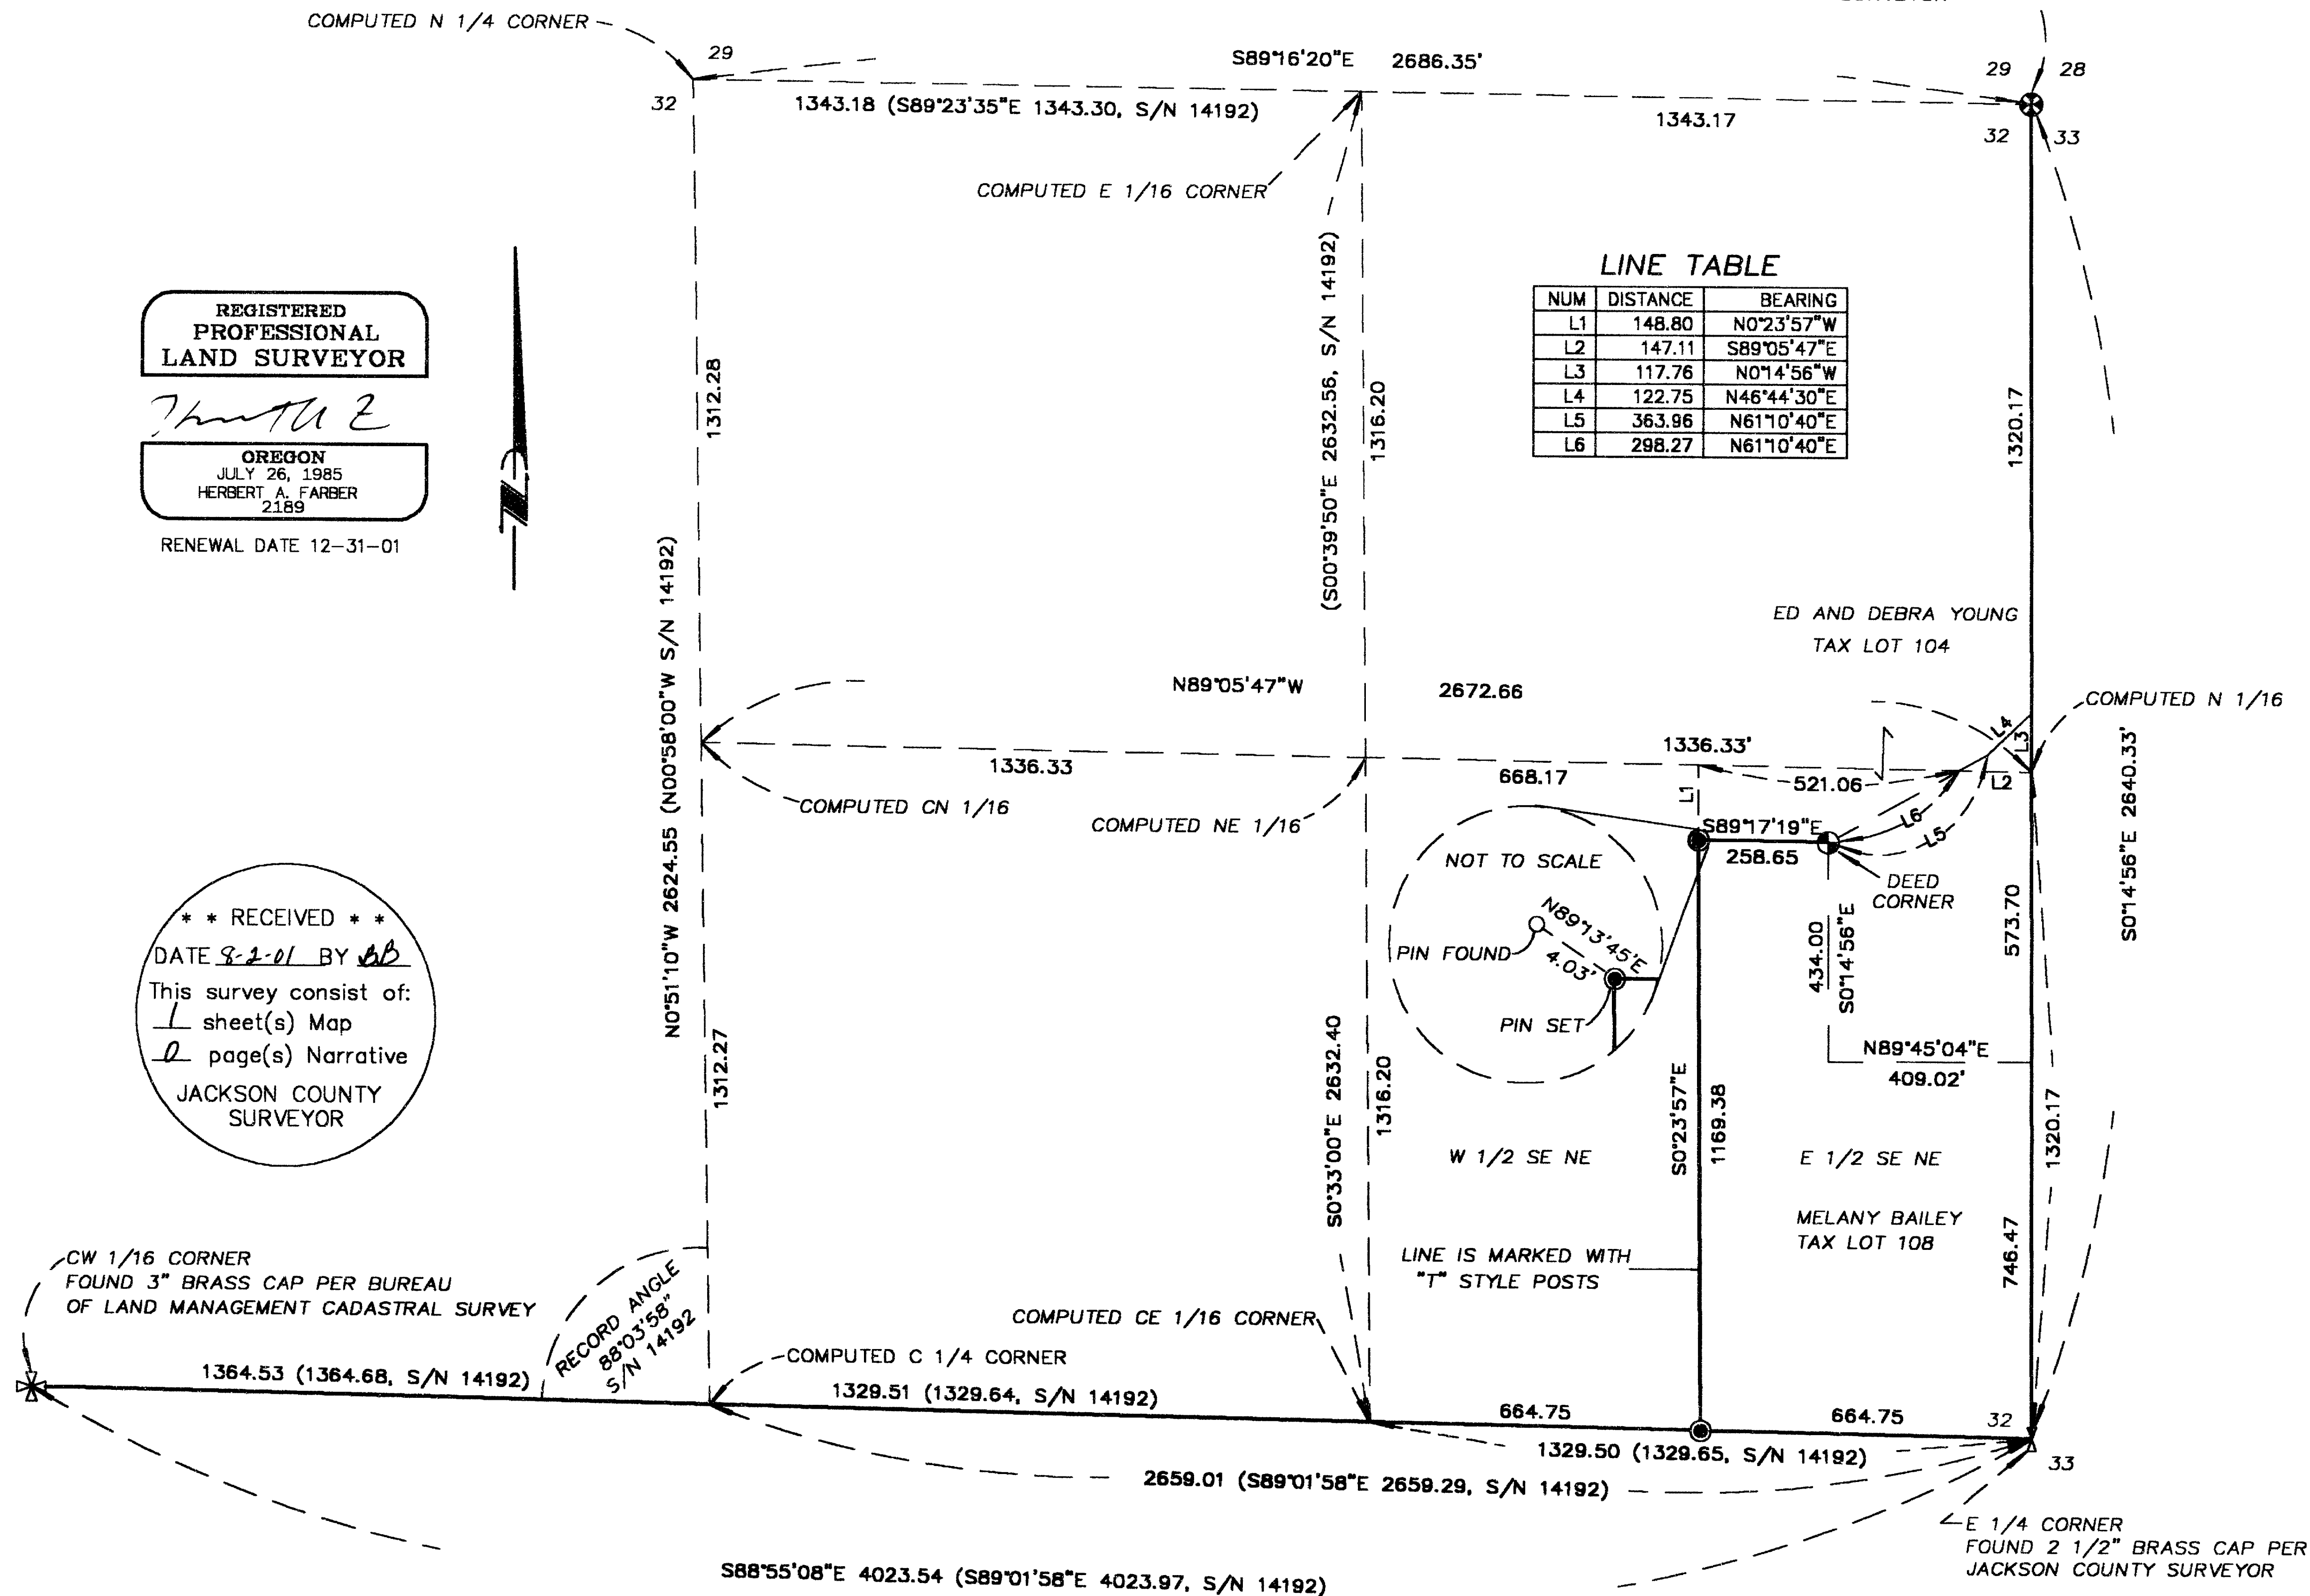 COMPUTED N 1/4 CORNER
29
32
S89°16'20"E 2686.35'
1343.18 (S89°23'35"E 1343.30, S/N 14192)
1343.17
29 28
32 33
COMPUTED E 1/16 CORNER
REGISTERED
PROFESSIONAL
LAND SURVEYOR
OREGON
JULY 26, 1985
HERBERT A. FARBER
2189
RENEWAL DATE 12-31-01
1312.28
N0°51'10"W 2624.55 (N00°58'00"W S/N 14192)
1312.27
(S00°39'50"E 2632.56, S/N 14192)
1316.20
LINE TABLE
NUM DISTANCE BEARING
L1 148.80 N0°23'57"W
L2 147.11 S89°05'47"E
L3 117.76 N0°14'56"W
L4 122.75 N46°44'30"E
L5 363.96 N61°10'40"E
L6 298.27 N61°10'40"E
1320.17
ED AND DEBRA YOUNG
TAX LOT 104
COMPUTED N 1/16
S0°14'56"E 2640.33'
N89°05'47"W 2672.66
1336.33
1336.33'
668.17
521.06
L4
L3
L2
L1
L6
L5
COMPUTED CN 1/16
COMPUTED NE 1/16
S89°17'19"E
258.65
DEED
CORNER
NOT TO SCALE
N89°13'45"E
4.03'
PIN FOUND
PIN SET
434.00
S0°14'56"E
573.70
N89°45'04"E
409.02'
* * RECEIVED * *
DATE 8-2-01 BY BB
This survey consist of:
1 sheet(s) Map
0 page(s) Narrative
JACKSON COUNTY
SURVEYOR
S0°33'00"E 2632.40
1316.20
S0°23'57"E
1169.38
W 1/2 SE NE
E 1/2 SE NE
1320.17
MELANY BAILEY
TAX LOT 108
746.47
LINE IS MARKED WITH
"T" STYLE POSTS
CW 1/16 CORNER
FOUND 3" BRASS CAP PER BUREAU
OF LAND MANAGEMENT CADASTRAL SURVEY
RECORD ANGLE
88°03'58"
S/N 14192
COMPUTED CE 1/16 CORNER
COMPUTED C 1/4 CORNER
1364.53 (1364.68, S/N 14192)
1329.51 (1329.64, S/N 14192)
664.75
664.75
32
33
1329.50 (1329.65, S/N 14192)
2659.01 (S89°01'58"E 2659.29, S/N 14192)
E 1/4 CORNER
FOUND 2 1/2" BRASS CAP PER
JACKSON COUNTY SURVEYOR
S88°55'08"E 4023.54 (S89°01'58"E 4023.97, S/N 14192)